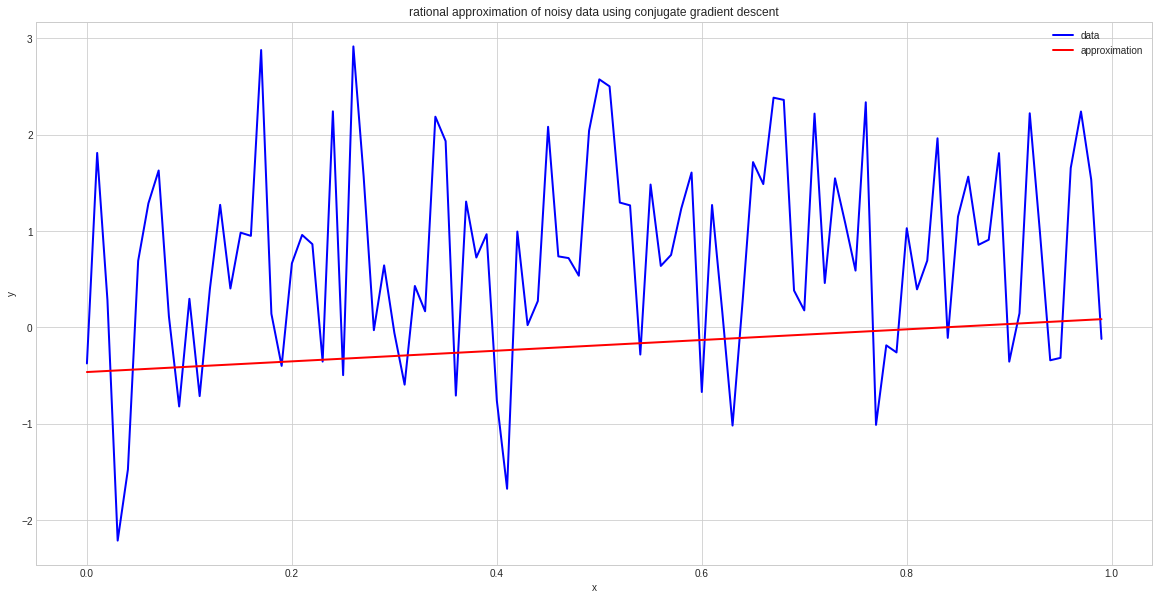 rational approximation of noisy data using conjugate gradient descent
data
approximation
3
2
1
0
−1
−2
y
0.0 0.2 0.4 0.6 0.8 1.0
x